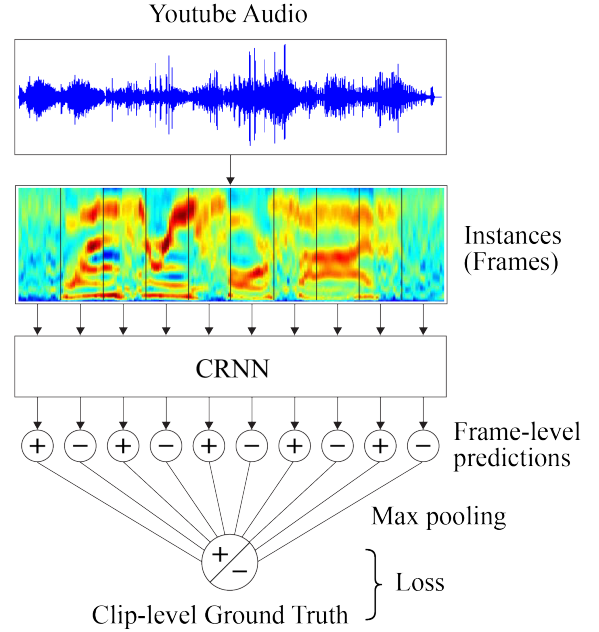 Youtube Audio
Instances
(Frames)
CRNN
+ − + − + − + − + −
Frame-level
predictions
Max pooling
+
−
Loss
Clip-level Ground Truth